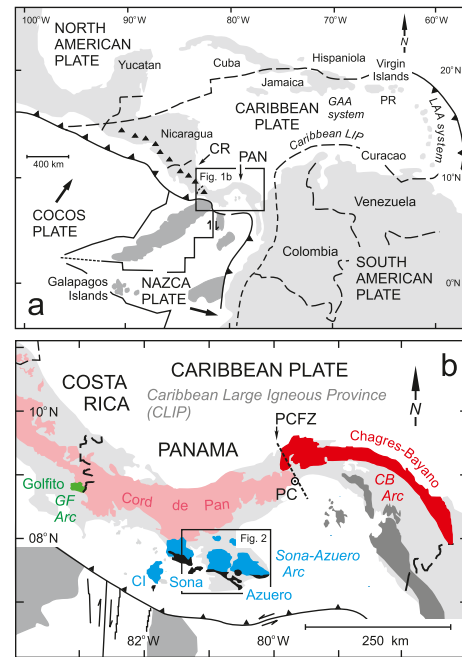 100°W
90°W
80°W
70°W
60°W
NORTH
AMERICAN
PLATE
Yucatan
Cuba
Hispaniola
Virgin
Islands
N
20°N
Jamaica
GAA
system
PR
CARIBBEAN
PLATE
LAA system
Nicaragua
CR
Caribbean LIP
PAN
Curacao
400 km
Fig. 1b
10°N
COCOS
PLATE
Venezuela
Colombia
SOUTH
AMERICAN
PLATE
Galapagos
Islands
NAZCA
PLATE
0°N
a
b
CARIBBEAN PLATE
COSTA
RICA
Caribbean Large Igneous Province
(CLIP)
N
10°N
PCFZ
PANAMA
Chagres-Bayano
Golfito
GF
Arc
PC
CB
Arc
Cord de Pan
08°N
Fig. 2
Sona-Azuero
Arc
CI
Sona
Azuero
82°W
80°W
250 km